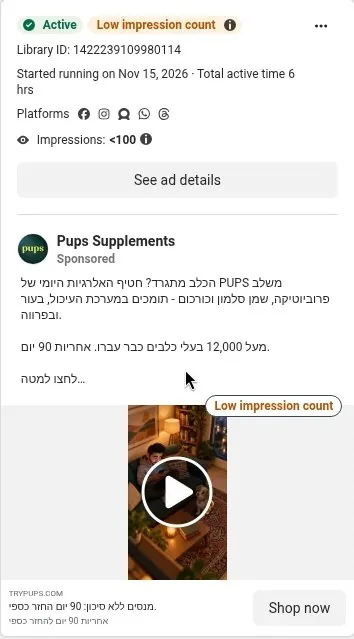 Active
Low impression count
Library ID: 1422239109980114
Started running on Nov 15, 2026 · Total active time 6
hrs
Platforms
Impressions: <100
See ad details
pups
Pups Supplements
Sponsored
הכלב מתגרד? חטיף האלרגיות היומי של PUPS משלב
פרוביוטיקה, שמן סלמון וכורכום - תומכים במערכת העיכול, בעור
ובפרווה.
מעל 12,000 בעלי כלבים כבר עברו. אחריות 90 יום.
לחצו למטה...
Low impression count
TRYPUPS.COM
מנסים ללא סיכון: 90 יום החזר כספי.
אחריות 90 יום להחזר כספי
Shop now